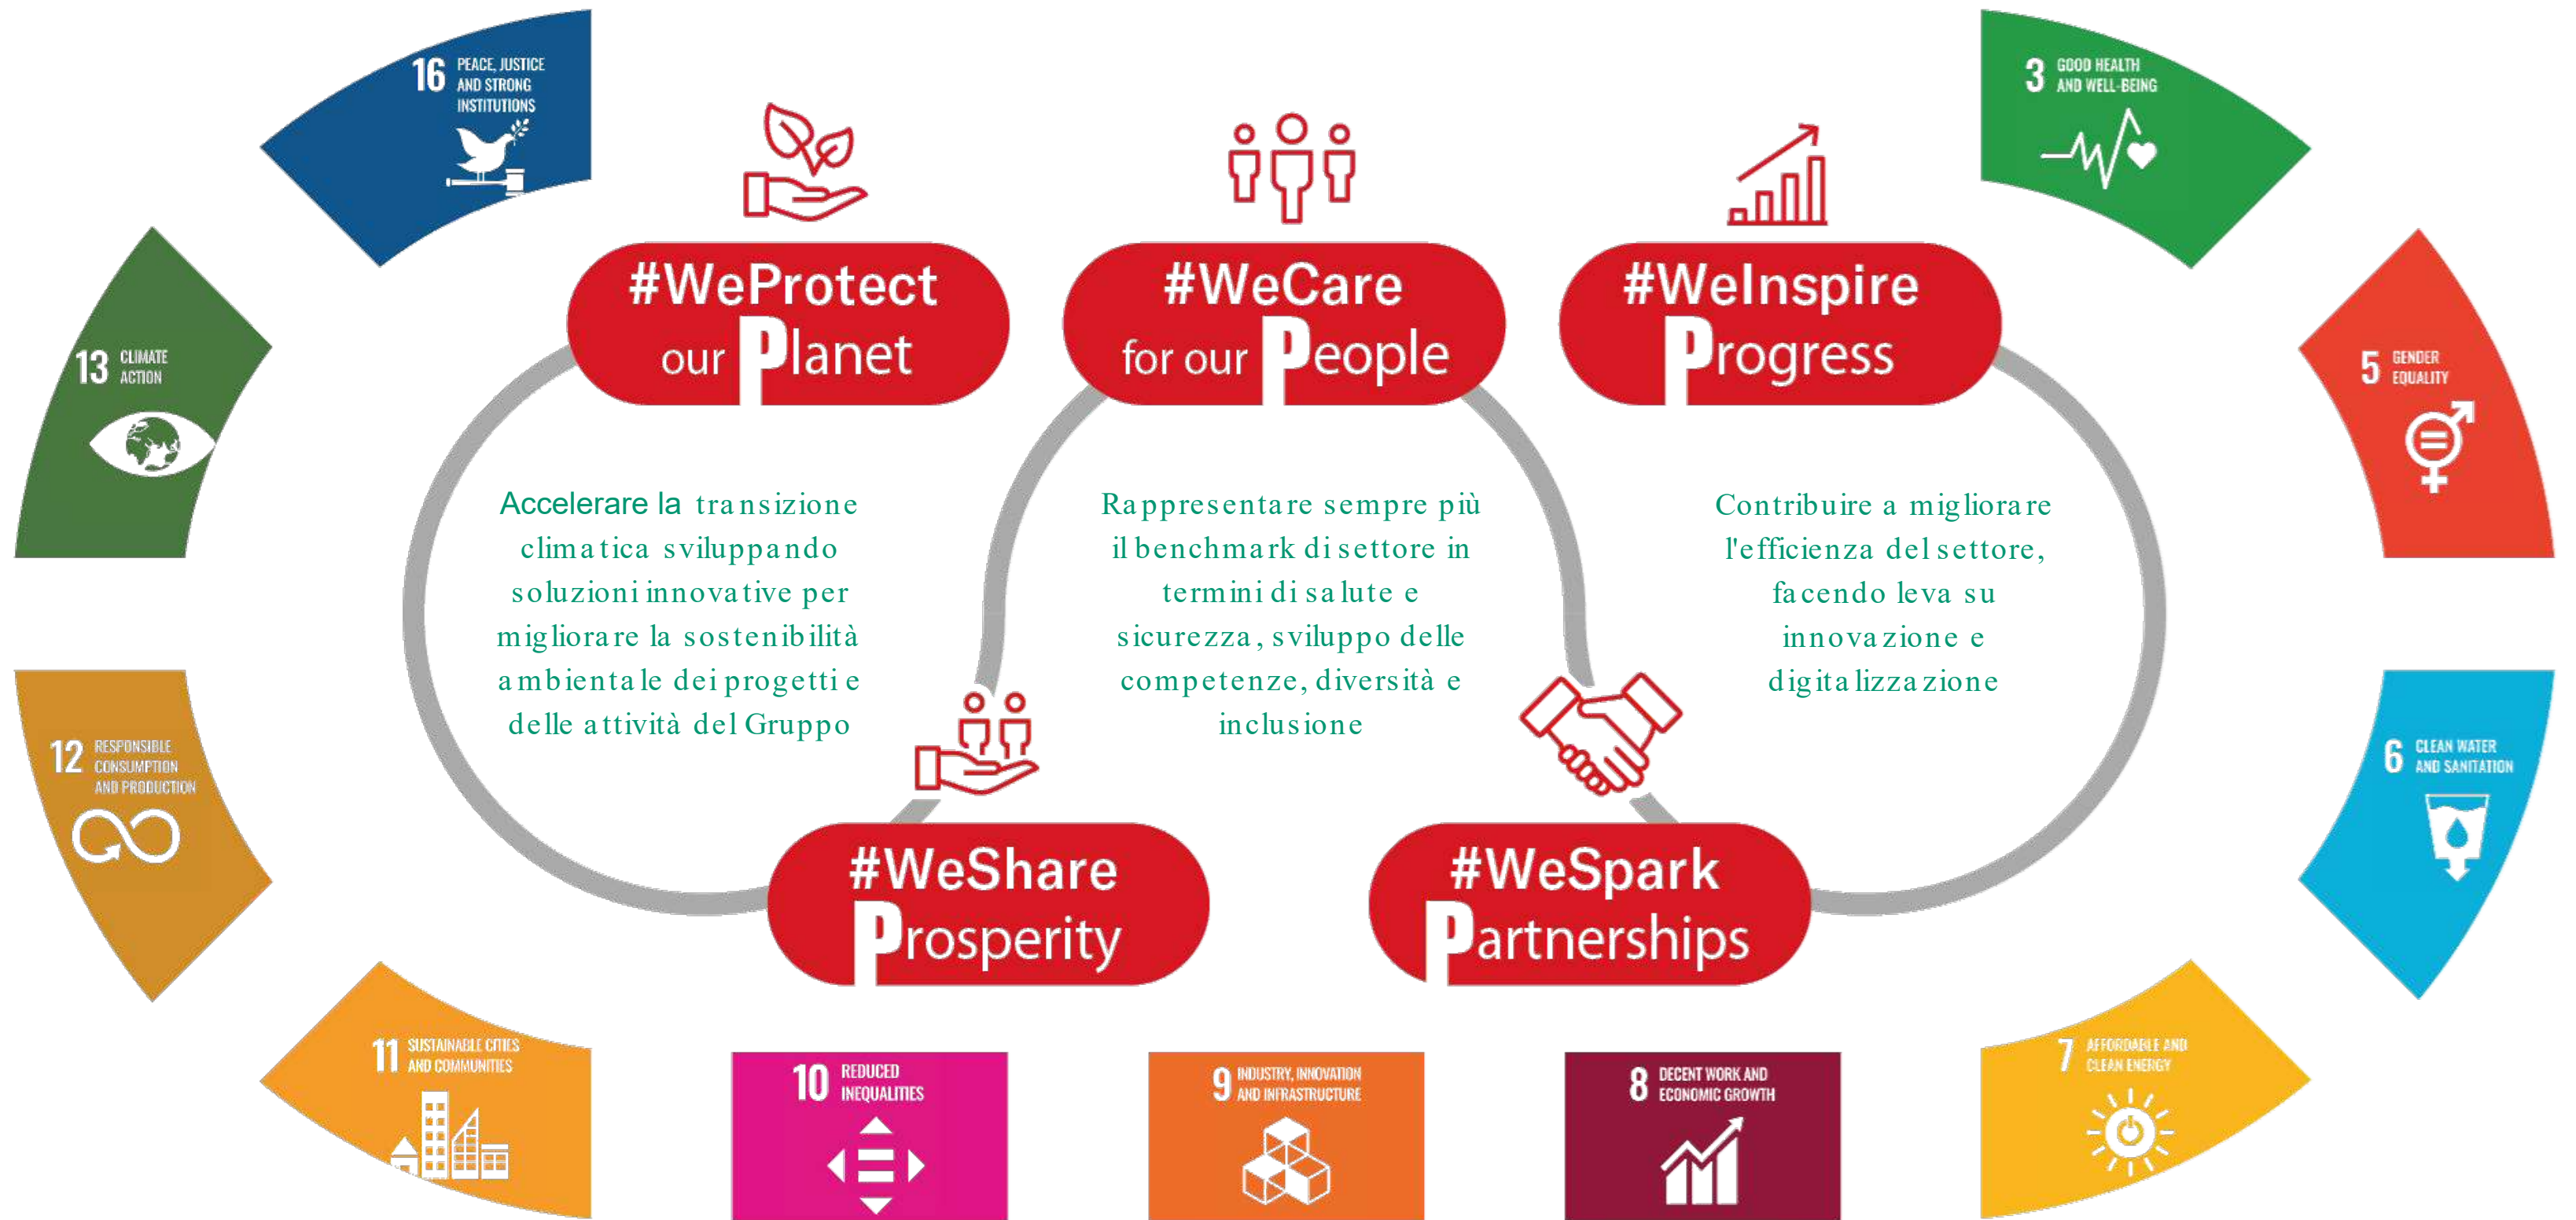 16 PEACE, JUSTICE
AND STRONG
INSTITUTIONS
3 GOOD HEALTH
AND WELL-BEING
#WeProtect
our Planet
#WeCare
for our People
#WeInspire
Progress
13 CLIMATE
ACTION
5 GENDER
EQUALITY
Accelerare la transizione
climatica sviluppando
soluzioni innovative per
migliorare la sostenibilità
ambientale dei progetti e
delle attività del Gruppo
Rappresentare sempre più
il benchmark di settore in
termini di salute e
sicurezza, sviluppo delle
competenze, diversità e
inclusione
Contribuire a migliorare
l'efficienza del settore,
facendo leva su
innovazione e
digitalizzazione
12 RESPONSIBLE
CONSUMPTION
AND PRODUCTION
6 CLEAN WATER
AND SANITATION
#WeShare
Prosperity
#WeSpark
Partnerships
11 SUSTAINABLE CITIES
AND COMMUNITIES
10 REDUCED
INEQUALITIES
9 INDUSTRY, INNOVATION
AND INFRASTRUCTURE
8 DECENT WORK AND
ECONOMIC GROWTH
7 AFFORDABLE AND
CLEAN ENERGY